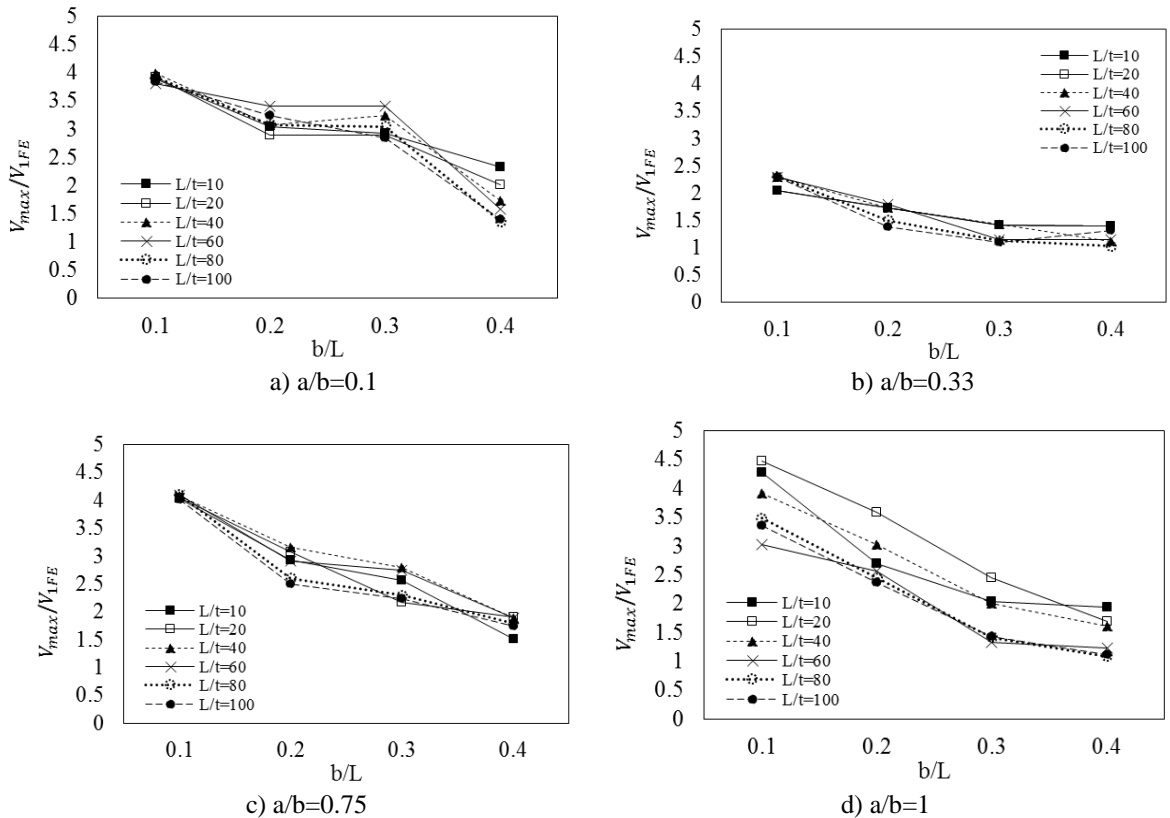 5
4.5
4
3.5
3
2.5
2
1.5
1
0.5
0
V_max/V_1FE
L/t=10
L/t=20
L/t=40
L/t=60
L/t=80
L/t=100
0.1 0.2 0.3 0.4
b/L
a) a/b=0.1
5
4.5
4
3.5
3
2.5
2
1.5
1
0.5
0
V_max/V_1FE
L/t=10
L/t=20
L/t=40
L/t=60
L/t=80
L/t=100
0.1 0.2 0.3 0.4
b/L
b) a/b=0.33
5
4.5
4
3.5
3
2.5
2
1.5
1
0.5
0
V_max/V_1FE
L/t=10
L/t=20
L/t=40
L/t=60
L/t=80
L/t=100
0.1 0.2 0.3 0.4
b/L
c) a/b=0.75
5
4.5
4
3.5
3
2.5
2
1.5
1
0.5
0
V_max/V_1FE
L/t=10
L/t=20
L/t=40
L/t=60
L/t=80
L/t=100
0.1 0.2 0.3 0.4
b/L
d) a/b=1